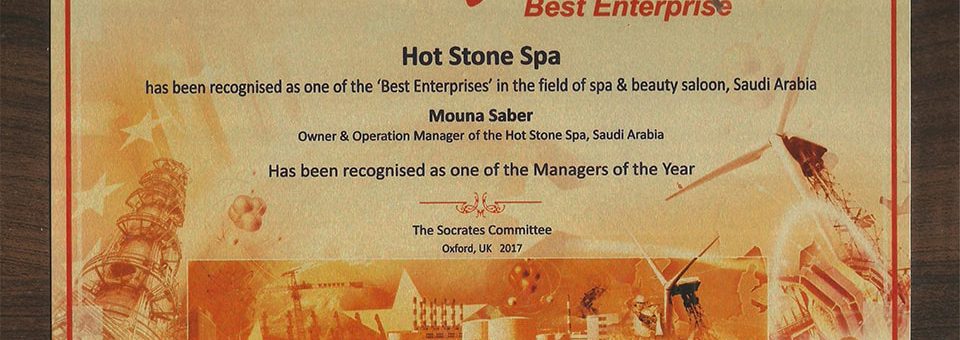 Best Enterprise
Hot Stone Spa
has been recognised as one of the ‘Best Enterprises’ in the field of spa & beauty saloon, Saudi Arabia
Mouna Saber
Owner & Operation Manager of the Hot Stone Spa, Saudi Arabia
Has been recognised as one of the Managers of the Year
The Socrates Committee
Oxford, UK 2017